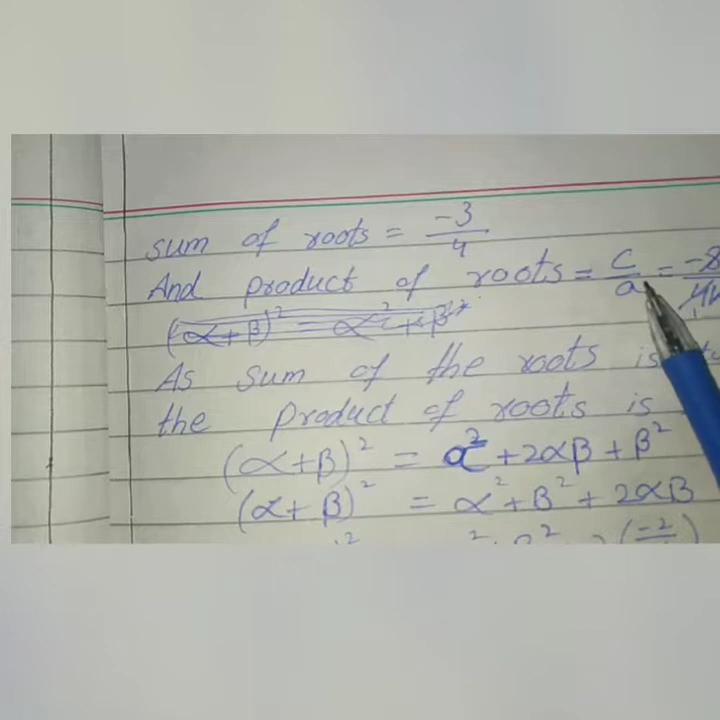 sum of roots = -3/4
And product of roots = c/a =
(α+β)² = α²+β²
As sum of the roots is
the product of roots is
(α+β)² = α² + 2αβ + β²
(α+β)² = α² + β² + 2αβ